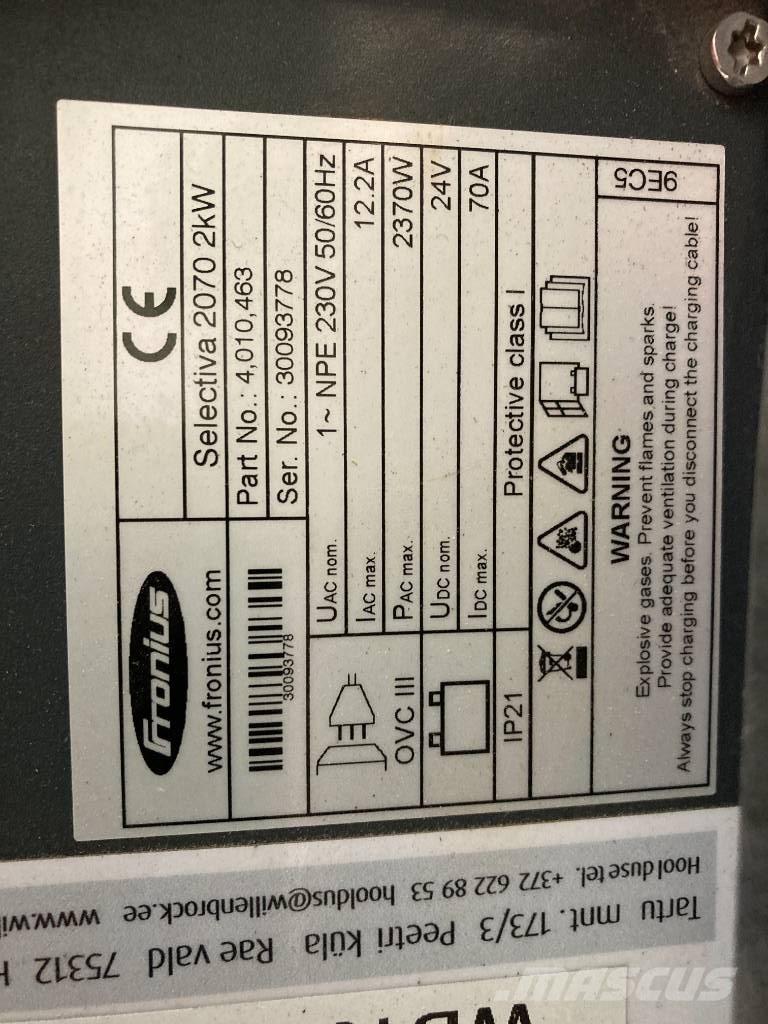 fronius
CE
www.fronius.com
Selectiva 2070 2kW
Part No.: 4,010,463
Ser. No.: 30093778
30093778
UAC nom. 1~ NPE 230V 50/60Hz
IAC max. 12.2A
OVC III
PAC max. 2370W
UDC nom. 24V
IDC max. 70A
IP21
Protective class I
WARNING
9EC5
Explosive gases. Prevent flames and sparks.
Provide adequate ventilation during charge!
Always stop charging before you disconnect the charging cable!
Tartu mnt. 173/3 Peetri küla Rae vald 75312
Hoolduse tel. +372 622 89 53 hooldus@willenbrock.ee www.wil
MASCUS